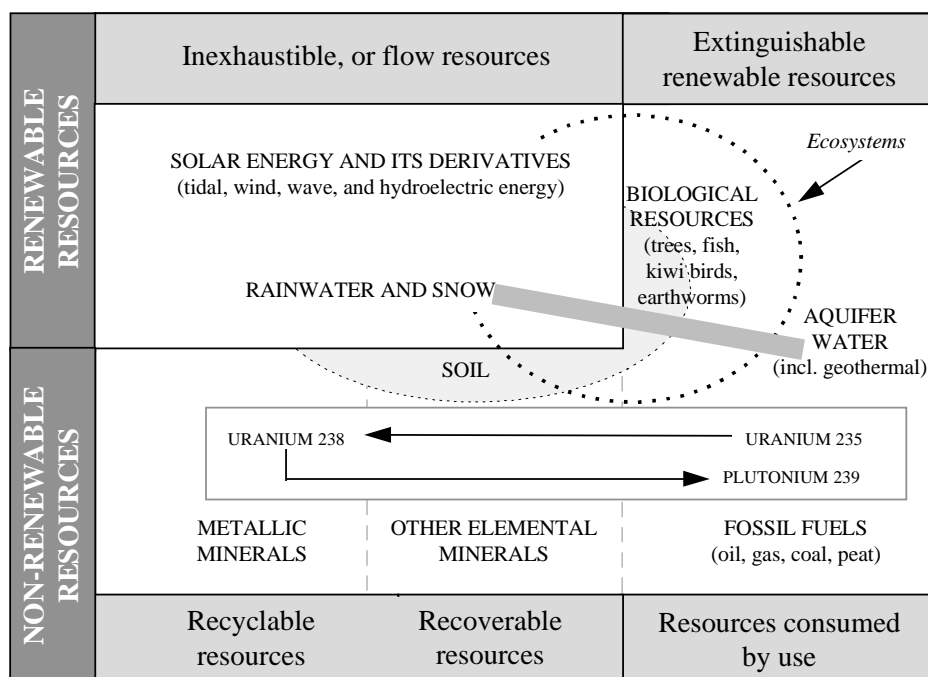 Inexhaustible, or flow resources
Extinguishable
renewable resources
RENEWABLE
RESOURCES
Ecosystems
SOLAR ENERGY AND ITS DERIVATIVES
(tidal, wind, wave, and hydroelectric energy)
BIOLOGICAL
RESOURCES
(trees, fish,
kiwi birds,
earthworms)
RAINWATER AND SNOW
AQUIFER
WATER
(incl. geothermal)
SOIL
NON-RENEWABLE
RESOURCES
URANIUM 238
URANIUM 235
PLUTONIUM 239
METALLIC
MINERALS
OTHER ELEMENTAL
MINERALS
FOSSIL FUELS
(oil, gas, coal, peat)
Recyclable
resources
Recoverable
resources
Resources consumed
by use